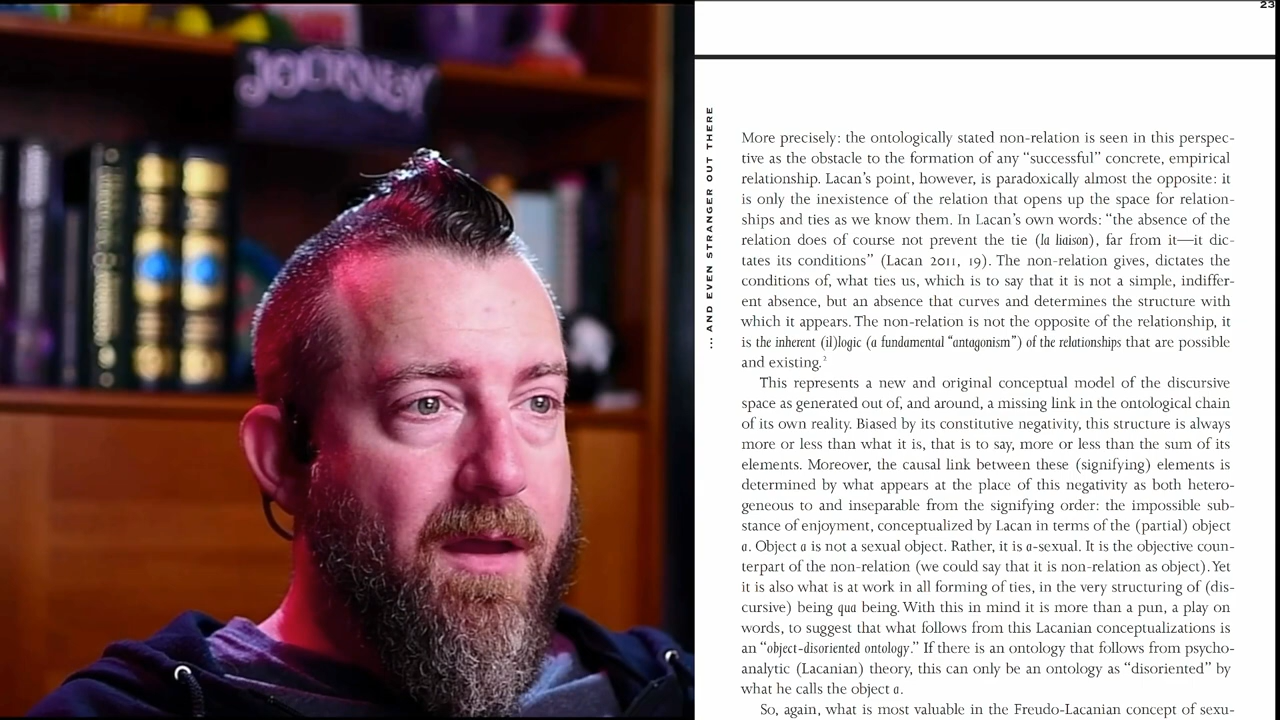 JOURNEY
23
... AND EVEN STRANGER OUT THERE
More precisely: the ontologically stated non-relation is seen in this perspec-
tive as the obstacle to the formation of any “successful” concrete, empirical
relationship. Lacan’s point, however, is paradoxically almost the opposite: it
is only the inexistence of the relation that opens up the space for relation-
ships and ties as we know them. In Lacan’s own words: “the absence of the
relation does of course not prevent the tie (la liaison), far from it—it dic-
tates its conditions” (Lacan 2011, 19). The non-relation gives, dictates the
conditions of, what ties us, which is to say that it is not a simple, indiffer-
ent absence, but an absence that curves and determines the structure with
which it appears. The non-relation is not the opposite of the relationship, it
is the inherent (il)logic (a fundamental “antagonism”) of the relationships that are possible
and existing.2
This represents a new and original conceptual model of the discursive
space as generated out of, and around, a missing link in the ontological chain
of its own reality. Biased by its constitutive negativity, this structure is always
more or less than what it is, that is to say, more or less than the sum of its
elements. Moreover, the causal link between these (signifying) elements is
determined by what appears at the place of this negativity as both hetero-
geneous to and inseparable from the signifying order: the impossible sub-
stance of enjoyment, conceptualized by Lacan in terms of the (partial) object
a. Object a is not a sexual object. Rather, it is a-sexual. It is the objective coun-
terpart of the non-relation (we could say that it is non-relation as object). Yet
it is also what is at work in all forming of ties, in the very structuring of (dis-
cursive) being qua being. With this in mind it is more than a pun, a play on
words, to suggest that what follows from this Lacanian conceptualizations is
an “object-disoriented ontology.” If there is an ontology that follows from psycho-
analytic (Lacanian) theory, this can only be an ontology as “disoriented” by
what he calls the object a.
So, again, what is most valuable in the Freudo-Lacanian concept of sexu-